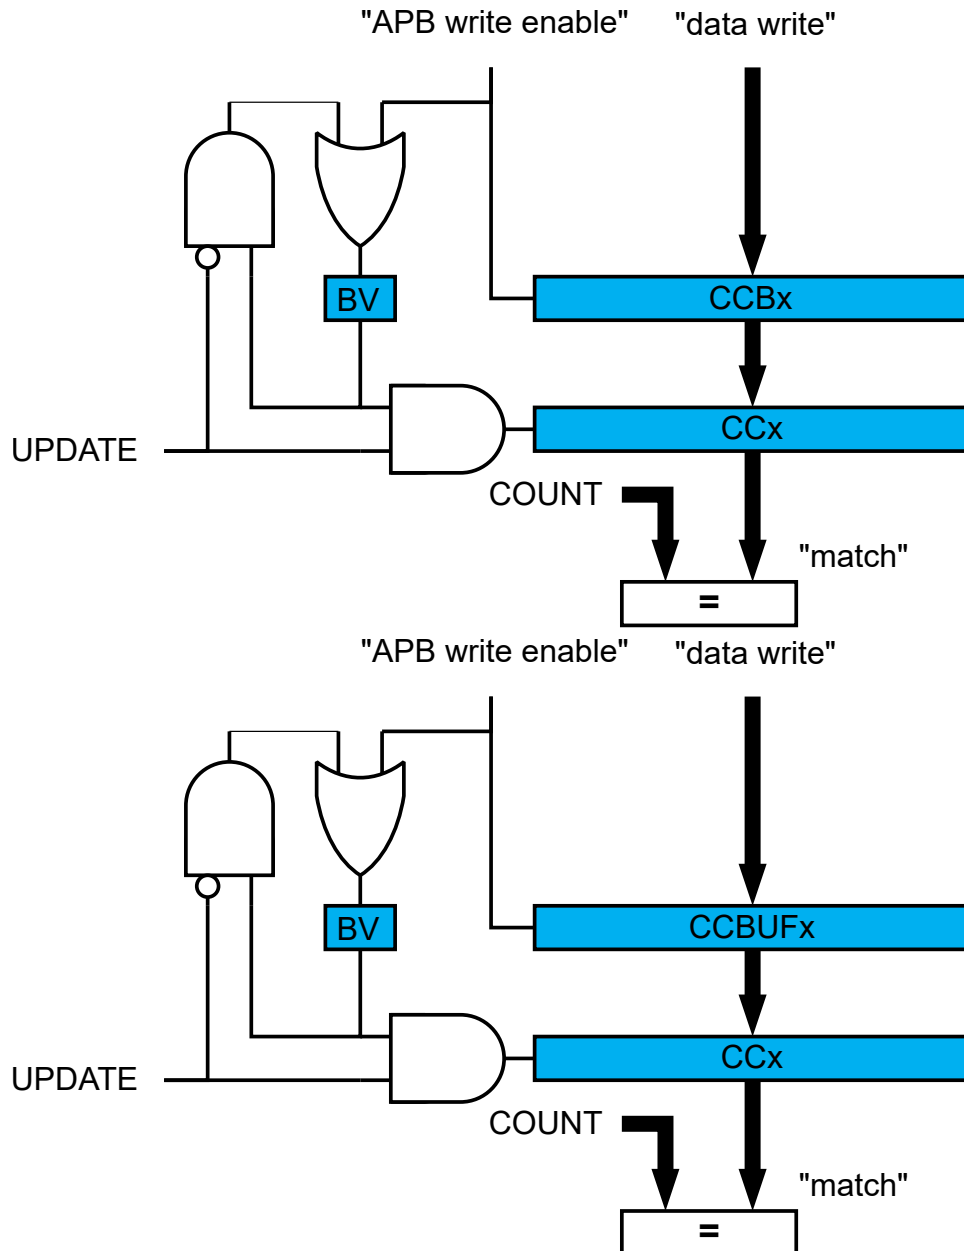 "APB write enable" "data write"
BV CCBx
UPDATE CCx
COUNT
"match"
=
"APB write enable" "data write"
BV CCBUFx
UPDATE CCx
COUNT
"match"
=